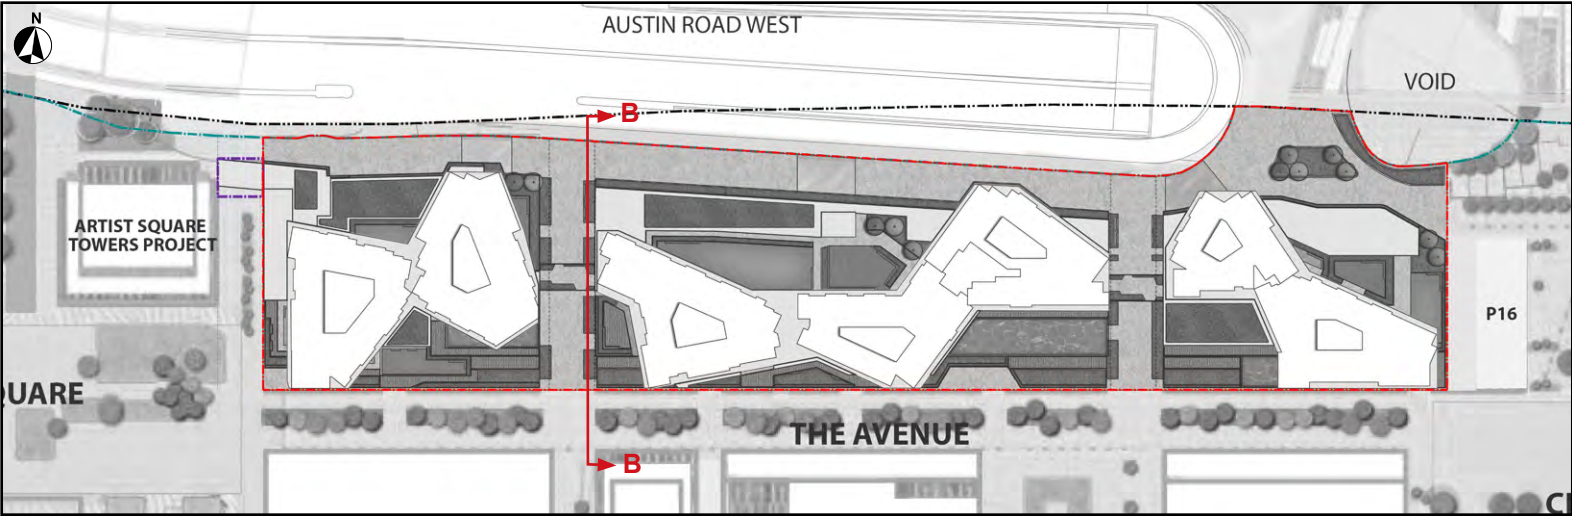 N
AUSTIN ROAD WEST
VOID
B
ARTIST SQUARE
TOWERS PROJECT
P16
UARE
THE AVENUE
B